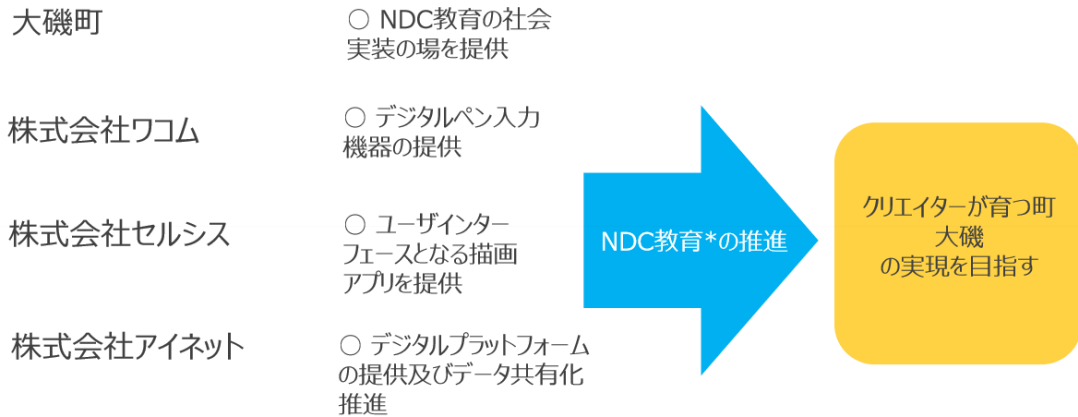 大磯町
○ NDC教育の社会
実装の場を提供
株式会社ワコム
○ デジタルペン入力
機器の提供
株式会社セルシス
○ ユーザインター
フェースとなる描画
アプリを提供
株式会社アイネット
○ デジタルプラットフォーム
の提供及びデータ共有化
推進
NDC教育*の推進
クリエイターが育つ町
大磯
の実現を目指す